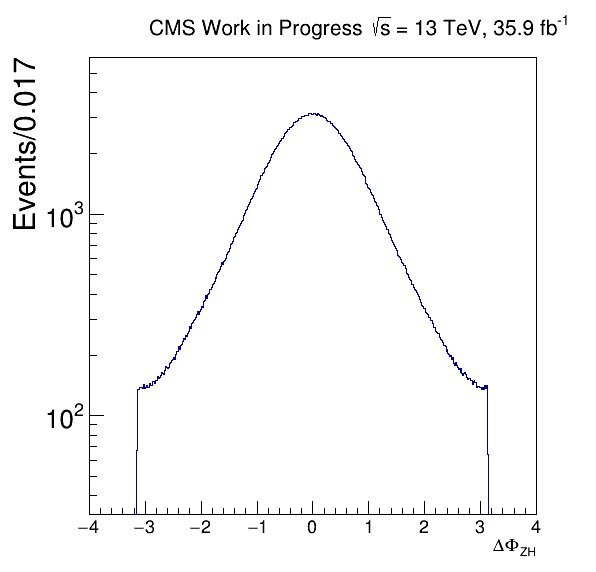 CMS Work in Progress √s = 13 TeV, 35.9 fb⁻¹
Events/0.017
10³
10²
−4 −3 −2 −1 0 1 2 3 4
ΔΦ_ZH